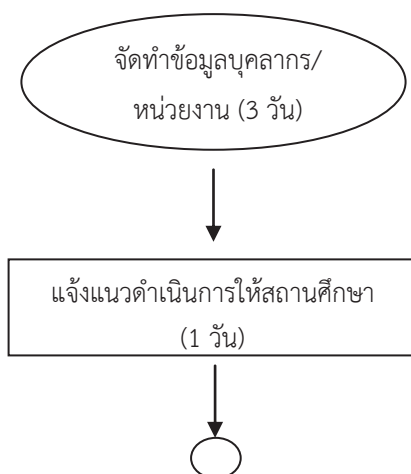 จัดทำข้อมูลบุคลากร/
หน่วยงาน (3 วัน)
แจ้งแนวดำเนินการให้สถานศึกษา
(1 วัน)